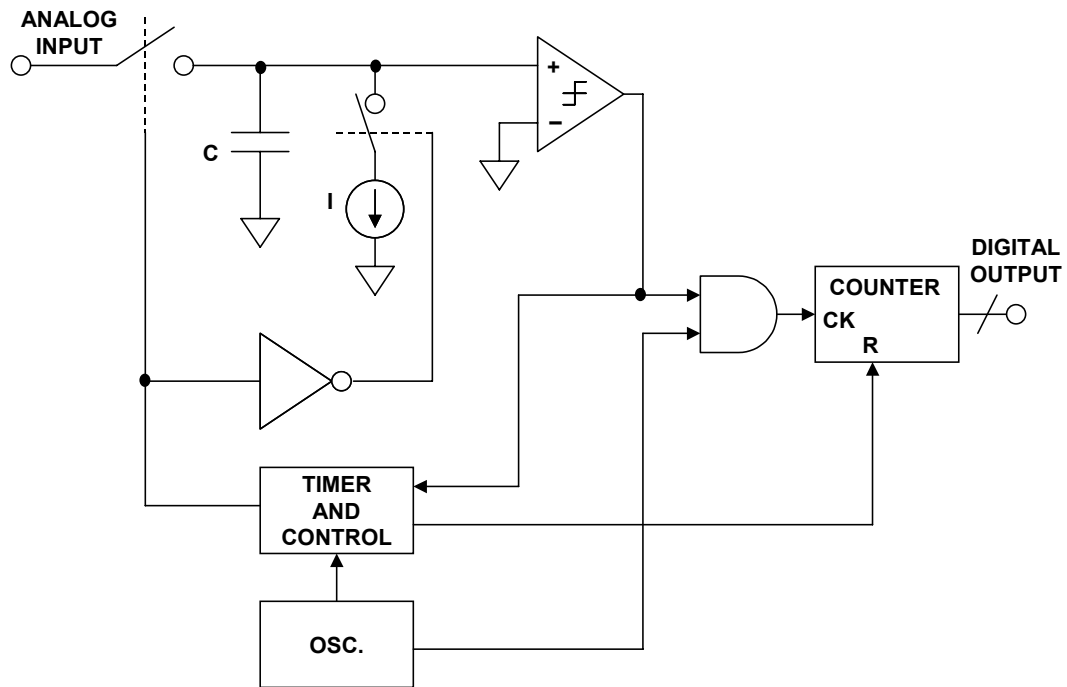 ANALOG
INPUT
+
−
C
I
DIGITAL
OUTPUT
COUNTER
CK
R
TIMER
AND
CONTROL
OSC.